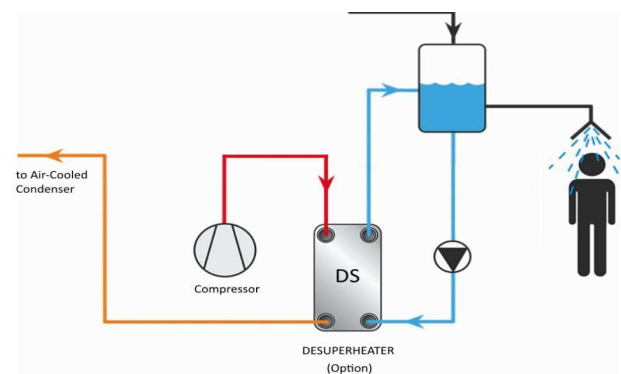 to Air-Cooled
Condenser
DS
Compressor
DESUPERHEATER
(Option)